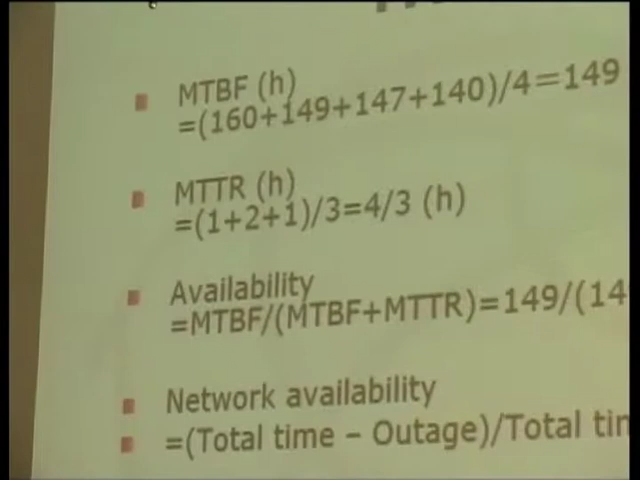 MTBF (h)
=(160+149+147+140)/4=149
MTTR (h)
=(1+2+1)/3=4/3 (h)
Availability
=MTBF/(MTBF+MTTR)=149/(14
Network availability
=(Total time – Outage)/Total tim